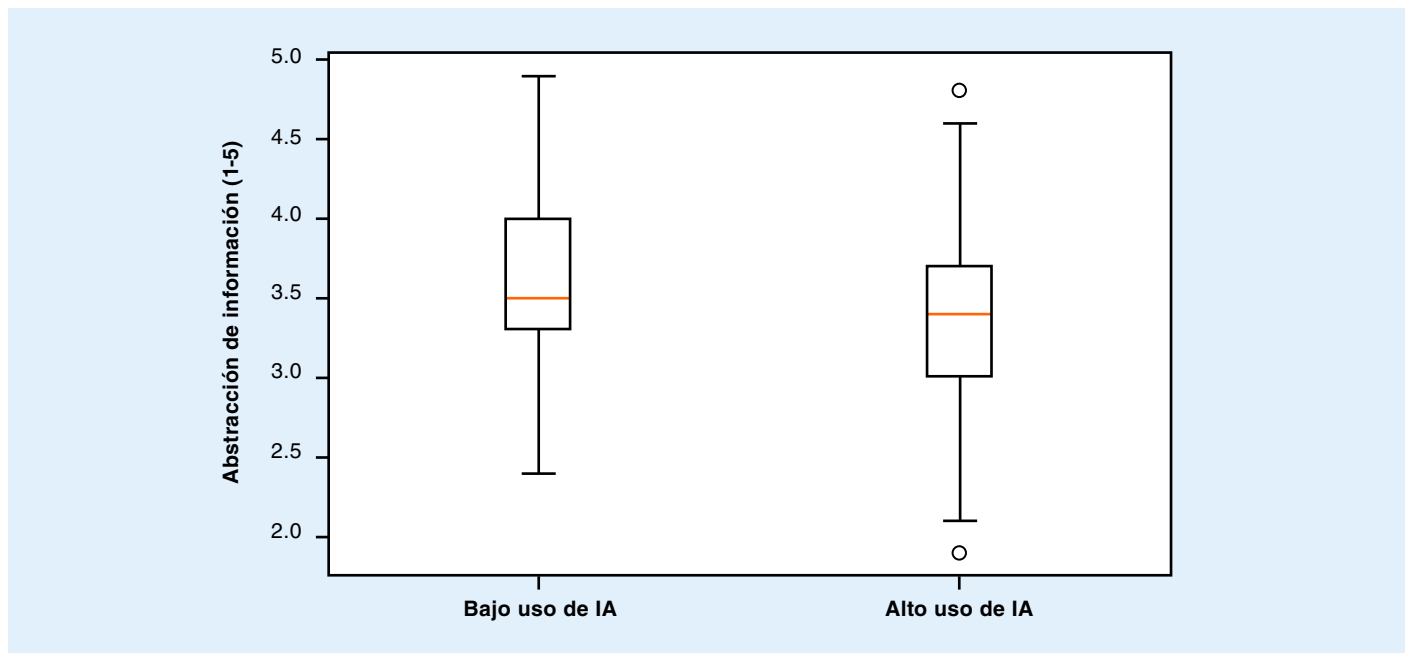 Abstracción de información (1-5)
5.0
4.5
4.0
3.5
3.0
2.5
2.0
Bajo uso de IA
Alto uso de IA